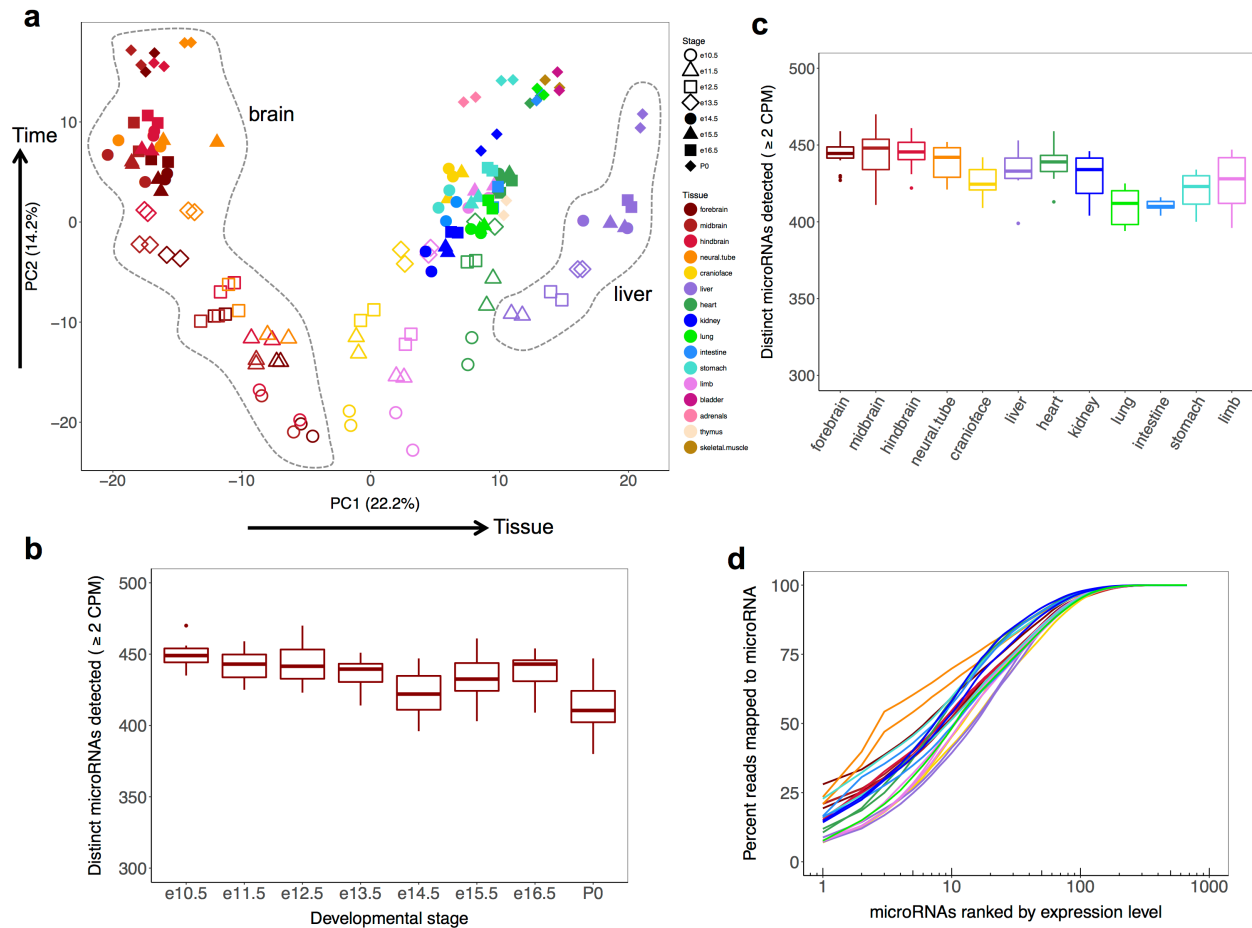 a
Time
PC2 (14.2%)
10
0
−10
−20
brain
liver
−20
−10
0
10
20
PC1 (22.2%)
Tissue
Stage
e10.5
e11.5
e12.5
e13.5
e14.5
e15.5
e16.5
P0
Tissue
forebrain
midbrain
hindbrain
neural.tube
cranioface
liver
heart
kidney
lung
intestine
stomach
limb
bladder
adrenals
thymus
skeletal.muscle
c
Distinct microRNAs detected ( ≥ 2 CPM)
500
450
400
350
300
forebrain
midbrain
hindbrain
neural.tube
cranioface
liver
heart
kidney
lung
intestine
stomach
limb
b
Distinct microRNAs detected ( ≥ 2 CPM)
500
450
400
350
300
e10.5
e11.5
e12.5
e13.5
e14.5
e15.5
e16.5
P0
Developmental stage
d
Percent reads mapped to microRNA
100
75
50
25
0
1
10
100
1000
microRNAs ranked by expression level